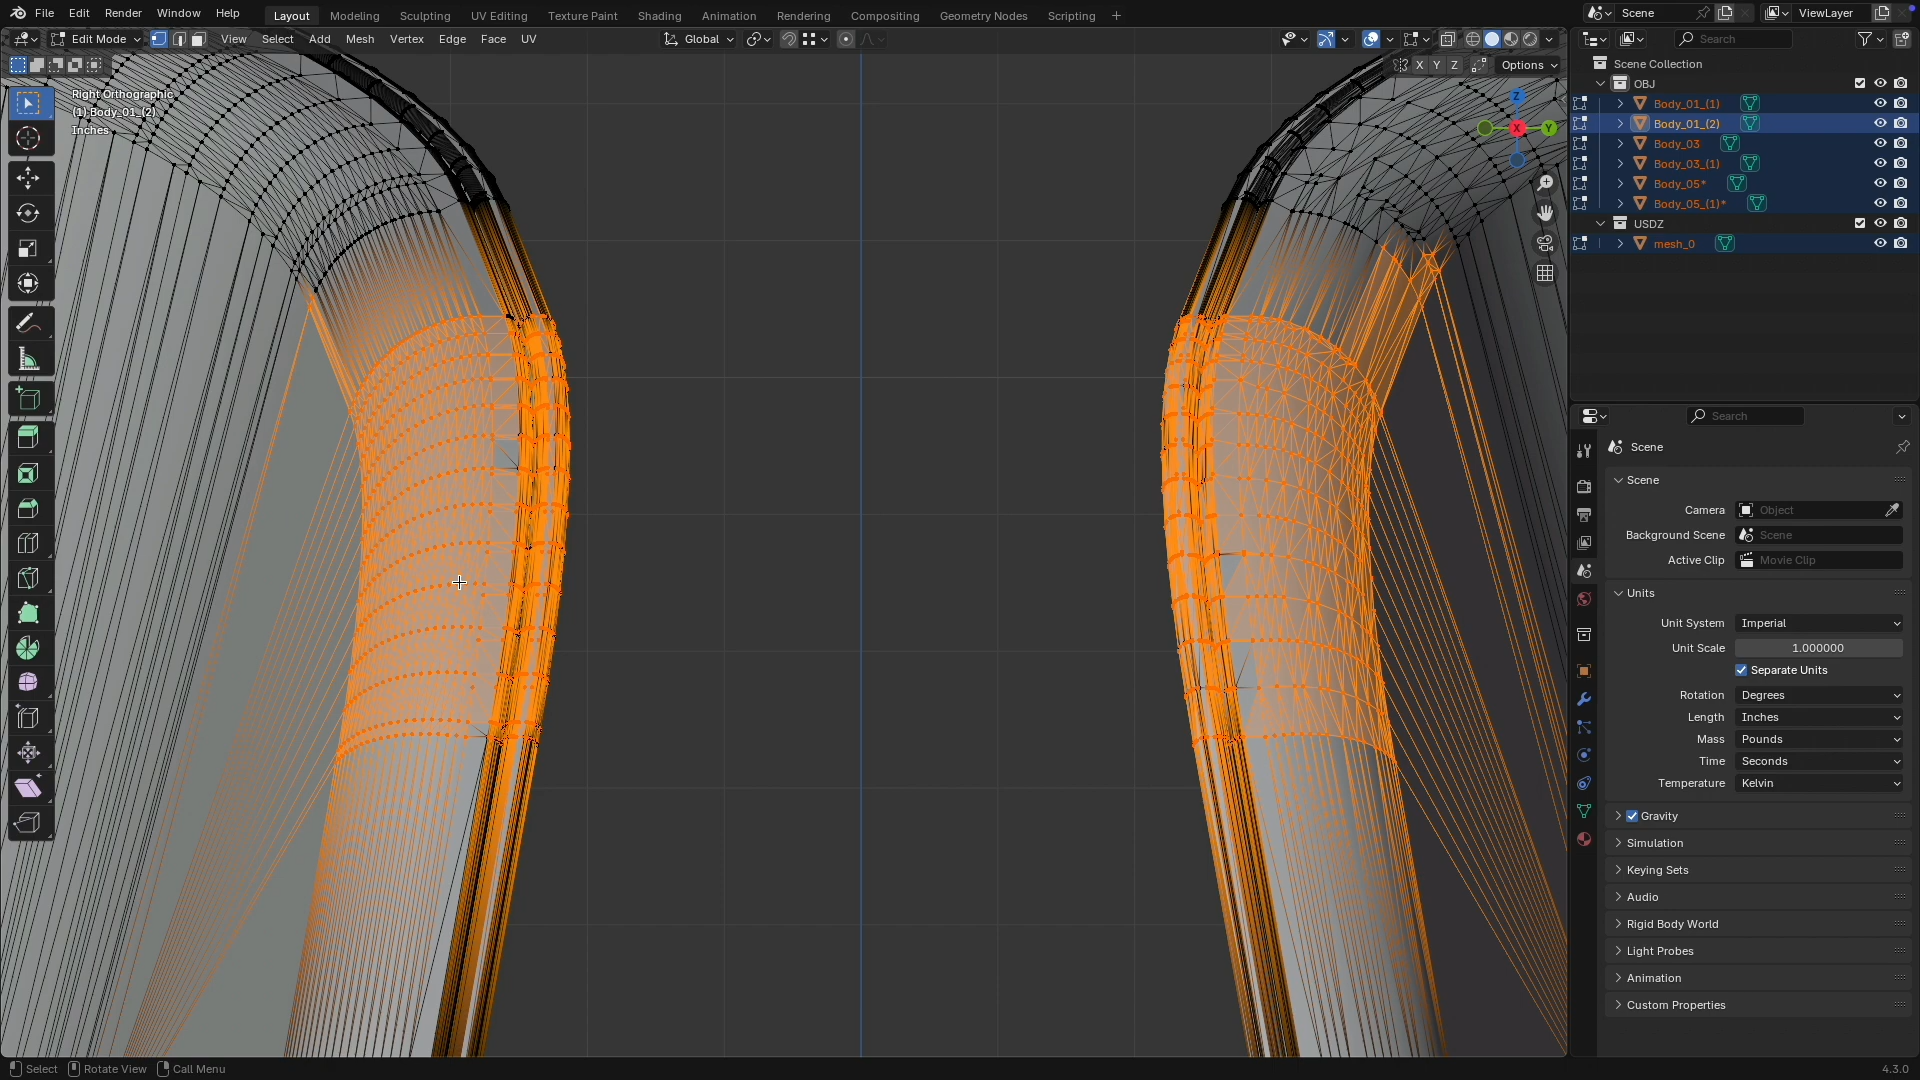 File Edit Render Window Help
Layout Modeling Sculpting UV Editing Texture Paint Shading Animation Rendering Compositing Geometry Nodes Scripting +
Scene
ViewLayer
Edit Mode View Select Add Mesh Vertex Edge Face UV
Global
X Y Z
Options
Right Orthographic
(1) Body_01_(2)
Inches
Z
X
Y
Search
Scene Collection
OBJ
Body_01_(1)
Body_01_(2)
Body_03
Body_03_(1)
Body_05*
Body_05_(1)*
USDZ
mesh_0
Search
Scene
Scene
Camera Object
Background Scene Scene
Active Clip Movie Clip
Units
Unit System Imperial
Unit Scale 1.000000
Separate Units
Rotation Degrees
Length Inches
Mass Pounds
Time Seconds
Temperature Kelvin
Gravity
Simulation
Keying Sets
Audio
Rigid Body World
Light Probes
Animation
Custom Properties
Select Rotate View Call Menu
4.3.0